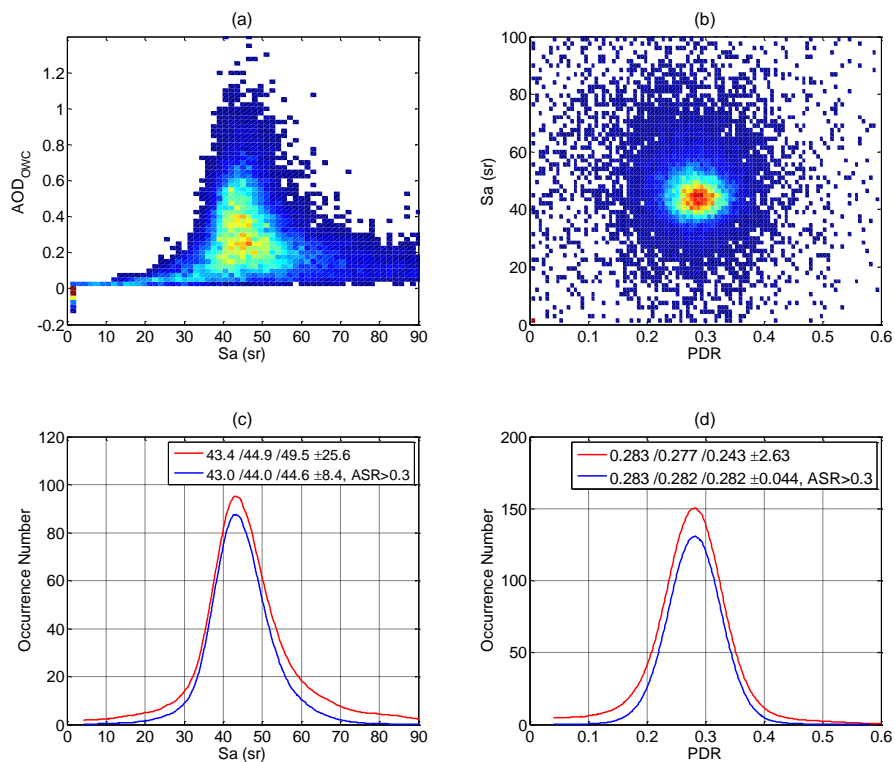 (a)
1.2
1
0.8
0.6
0.4
0.2
0
-0.2
AOD_OWC
0 10 20 30 40 50 60 70 80 90
Sa (sr)
(b)
100
80
60
40
20
0
Sa (sr)
0 0.1 0.2 0.3 0.4 0.5 0.6
PDR
(c)
120
100
80
60
40
20
0
Occurrence Number
43.4 /44.9 /49.5 ±25.6
43.0 /44.0 /44.6 ±8.4, ASR>0.3
0 10 20 30 40 50 60 70 80 90
Sa (sr)
(d)
200
150
100
50
0
Occurrence Number
0.283 /0.277 /0.243 ±2.63
0.283 /0.282 /0.282 ±0.044, ASR>0.3
0 0.1 0.2 0.3 0.4 0.5 0.6
PDR